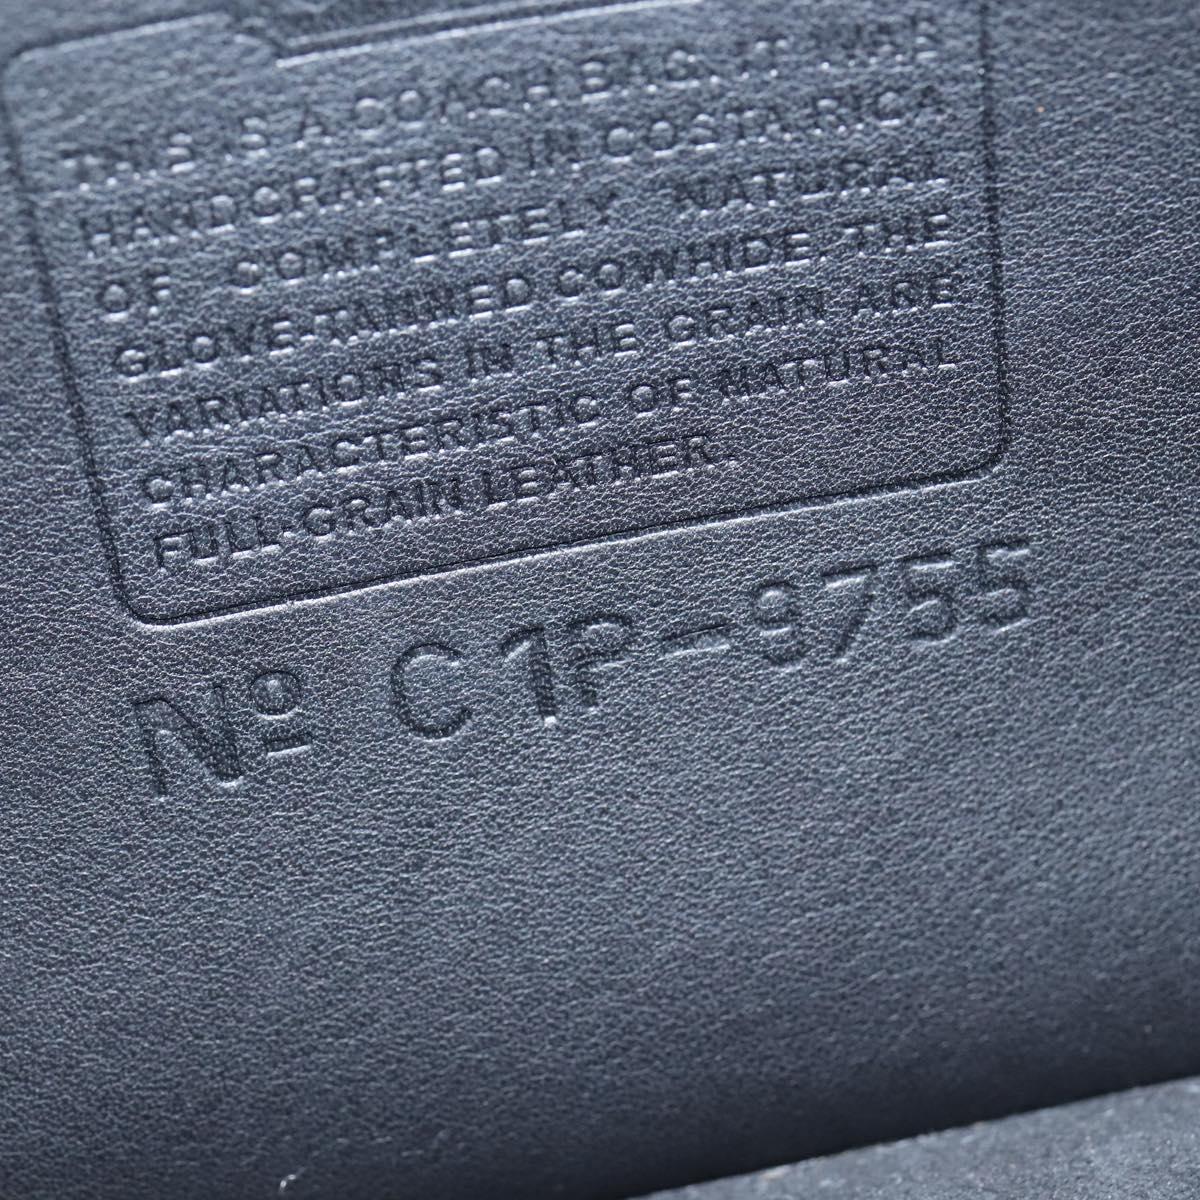 THIS IS A COACH BAG. IT WAS
HANDCRAFTED IN COSTA RICA
OF COMPLETELY NATURAL
GLOVE-TANNED COWHIDE. THE
VARIATIONS IN THE GRAIN ARE
CHARACTERISTIC OF NATURAL
FULL-GRAIN LEATHER.
Nº C1P-9755